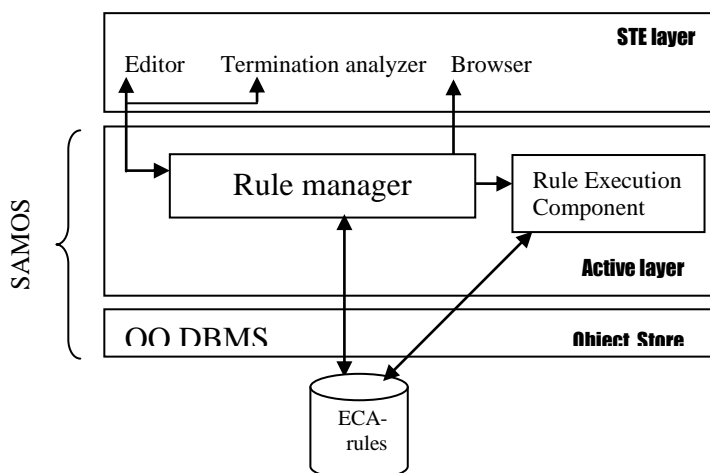 STE layer
Editor Termination analyzer Browser
SAMOS
Rule manager
Rule Execution
Component
Active layer
OO DBMS Object Store
ECA-
rules